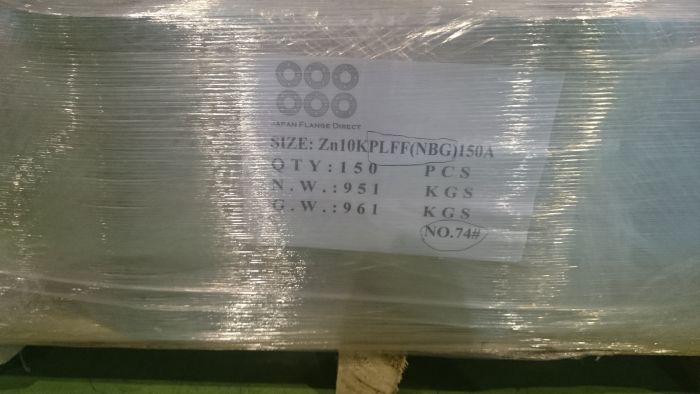 JAPAN FLANGE DIRECT
SIZE: Zn10KPLFF(NBG)150A
QTY:150 PCS
N.W.:951 KGS
G.W.:961 KGS
NO.74#